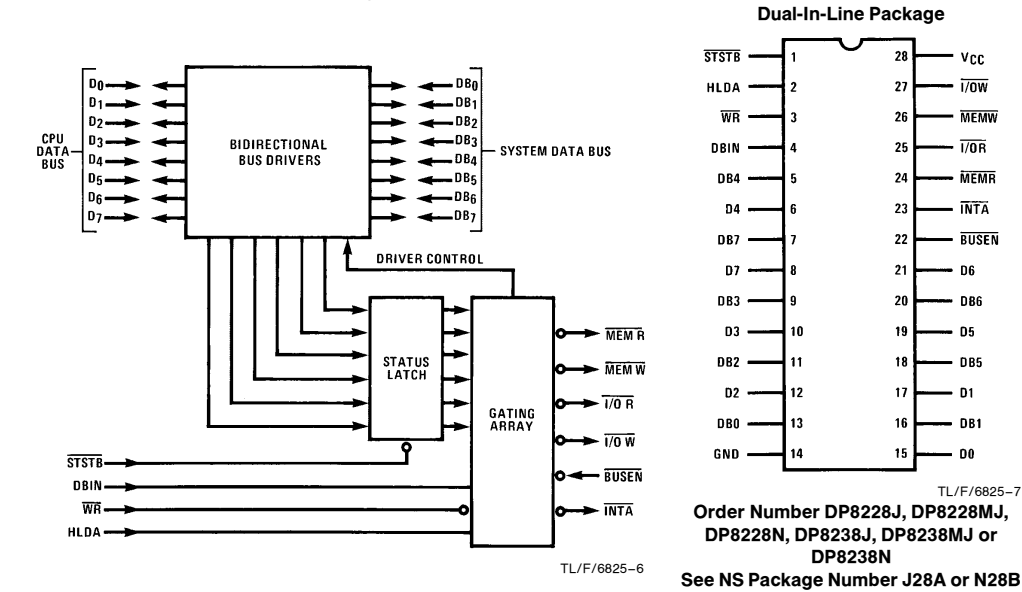 CPU
DATA
BUS
D0
D1
D2
D3
D4
D5
D6
D7
BIDIRECTIONAL
BUS DRIVERS
DB0
DB1
DB2
DB3
DB4
DB5
DB6
DB7
SYSTEM DATA BUS
DRIVER CONTROL
STATUS
LATCH
GATING
ARRAY
MEM R
MEM W
I/O R
I/O W
BUSEN
INTA
STSTB
DBIN
WR
HLDA
TL/F/6825–6
Dual-In-Line Package
STSTB 1 28 VCC
HLDA 2 27 I/OW
WR 3 26 MEMW
DBIN 4 25 I/OR
DB4 5 24 MEMR
D4 6 23 INTA
DB7 7 22 BUSEN
D7 8 21 D6
DB3 9 20 DB6
D3 10 19 D5
DB2 11 18 DB5
D2 12 17 D1
DB0 13 16 DB1
GND 14 15 D0
TL/F/6825–7
Order Number DP8228J, DP8228MJ,
DP8228N, DP8238J, DP8238MJ or
DP8238N
See NS Package Number J28A or N28B